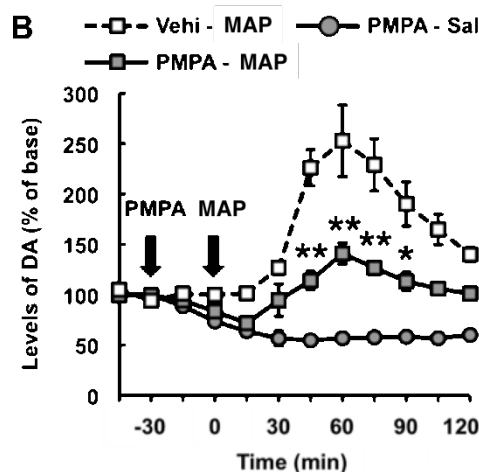 B
Vehi - MAP PMPA - Sal
PMPA - MAP
Levels of DA (% of base)
300
250
200
150
100
50
0
PMPA MAP
**
**
**
*
-30 0 30 60 90 120
Time (min)